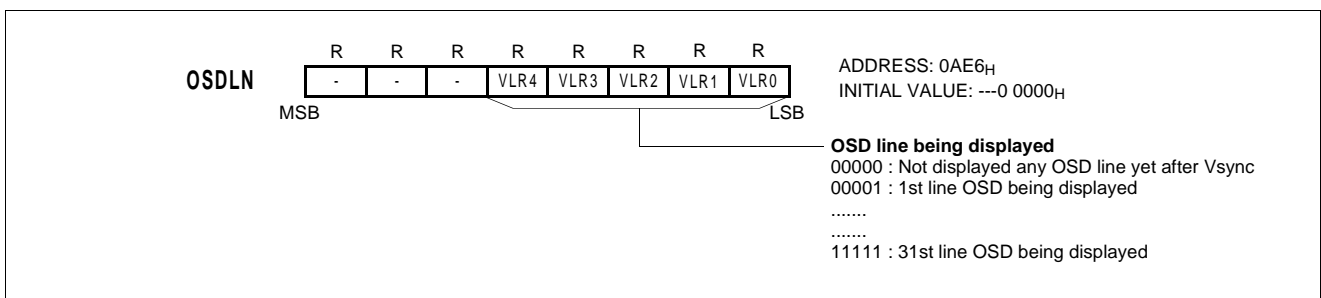 R R R R R R R R
OSDLN - - - VLR4 VLR3 VLR2 VLR1 VLR0
MSB LSB
ADDRESS: 0AE6H
INITIAL VALUE: ---0 0000H
OSD line being displayed
00000 : Not displayed any OSD line yet after Vsync
00001 : 1st line OSD being displayed
.......
.......
11111 : 31st line OSD being displayed